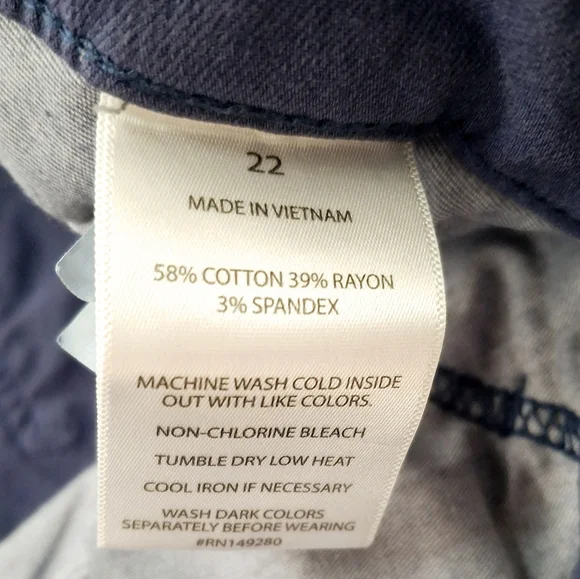 22
MADE IN VIETNAM
58% COTTON 39% RAYON
3% SPANDEX
MACHINE WASH COLD INSIDE
OUT WITH LIKE COLORS.
NON-CHLORINE BLEACH
TUMBLE DRY LOW HEAT
COOL IRON IF NECESSARY
WASH DARK COLORS
SEPARATELY BEFORE WEARING
#RN149280